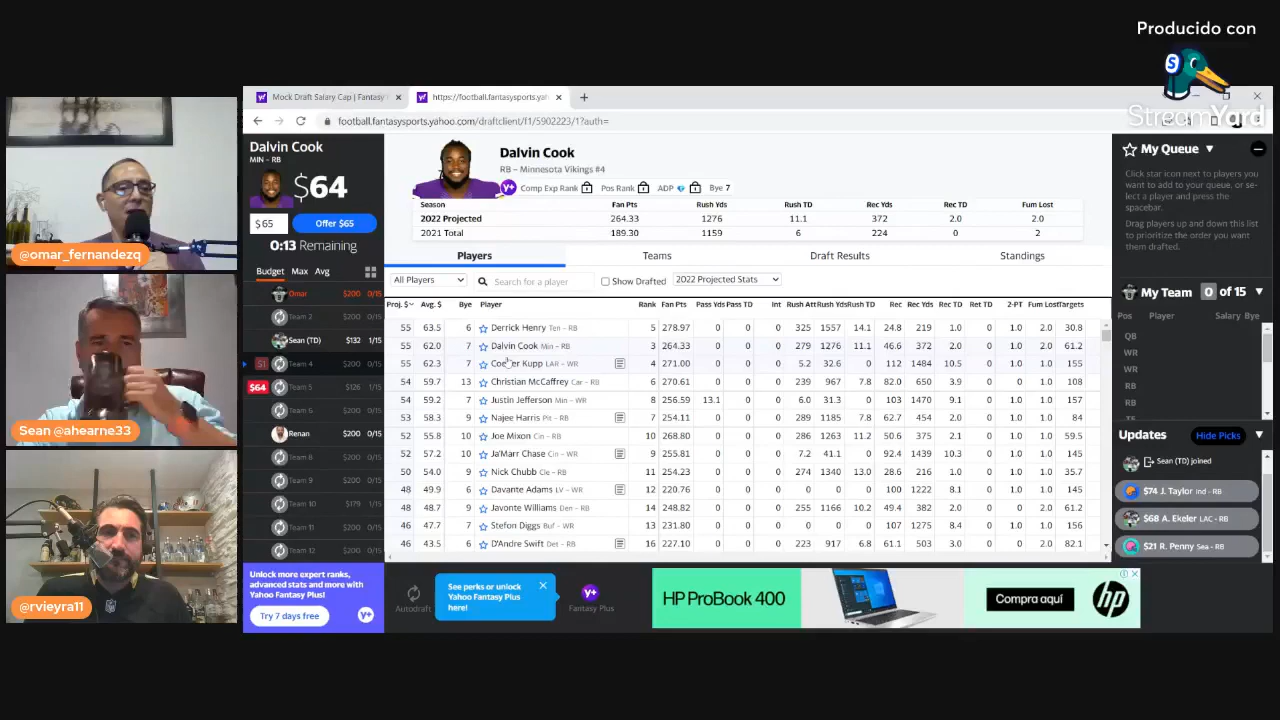 Producido con
StreamYard
Mock Draft Salary Cap | Fantasy
https://football.fantasysports.yah
football.fantasysports.yahoo.com/draftclient/f1/5902223/1?auth=
Dalvin Cook
MIN - RB
$64
$65
Offer $65
0:13 Remaining
Budget Max Avg
Omar $200 0/15
Team 2 $200 0/15
Sean (TD) $132 1/15
$1 Team 4 $200 0/15
$64 Team 5 $126 1/15
Team 6 $200 0/15
Renan $200 0/15
Team 8 $200 0/15
Team 9 $200 0/15
Team 10 $179 1/15
Team 11 $200 0/15
Team 12 $200 0/15
Unlock more expert ranks,
advanced stats and more with
Yahoo Fantasy Plus!
Try 7 days free
Dalvin Cook
RB – Minnesota Vikings #4
Y+ Comp Exp Rank Pos Rank ADP Bye 7
Season Fan Pts Rush Yds Rush TD Rec Yds Rec TD Fum Lost
2022 Projected 264.33 1276 11.1 372 2.0 2.0
2021 Total 189.30 1159 6 224 0 2
Players Teams Draft Results Standings
All Players Search for a player Show Drafted 2022 Projected Stats
Proj. $ Avg. $ Bye Player Rank Fan Pts Pass Yds Pass TD Int Rush Att Rush Yds Rush TD Rec Rec Yds Rec TD Ret TD 2-PT Fum Lost Targets
55 63.5 6 Derrick Henry Ten - RB 5 278.97 0 0 0 325 1557 14.1 24.8 219 1.0 0 1.0 2.0 30.8
55 62.0 7 Dalvin Cook Min - RB 3 264.33 0 0 0 279 1276 11.1 46.6 372 2.0 0 1.0 2.0 61.2
55 62.3 7 Cooper Kupp LAR - WR 4 271.00 0 0 0 5.2 32.6 0 112 1484 10.5 0 1.0 1.0 155
54 59.7 13 Christian McCaffrey Car - RB 6 270.61 0 0 0 239 967 7.8 82.0 650 3.9 0 1.0 1.0 108
54 59.2 7 Justin Jefferson Min - WR 8 256.59 13.1 0 0 6.0 31.3 0 103 1470 9.1 0 1.0 1.0 157
53 58.3 9 Najee Harris Pit - RB 7 254.11 0 0 0 289 1185 7.8 62.7 454 2.0 0 1.0 2.0 84
52 55.8 10 Joe Mixon Cin - RB 10 268.80 0 0 0 286 1263 11.2 50.6 375 2.1 0 1.0 1.0 59.5
52 57.2 10 Ja'Marr Chase Cin - WR 9 255.81 0 0 0 7.2 41.1 0 92.4 1439 10.3 0 1.0 1.0 145
50 54.0 9 Nick Chubb Cle - RB 11 254.23 0 0 0 274 1340 13.0 28.6 216 1.0 0 1.0 1.0 35.7
48 49.9 6 Davante Adams LV - WR 12 220.76 0 0 0 0 0 0 100 1222 8.1 0 1.0 1.0 145
48 48.7 9 Javonte Williams Den - RB 14 248.82 0 0 0 255 1166 10.2 49.4 382 2.0 0 1.0 2.0 61.2
46 47.7 7 Stefon Diggs Buf - WR 13 231.80 0 0 0 0 0 0 107 1275 8.4 0 1.0 1.0 156
46 43.5 6 D'Andre Swift Det - RB 16 227.10 0 0 0 223 917 6.8 61.1 503 3.0 0 1.0 2.0 82.1
Autodraft
See perks or unlock
Yahoo Fantasy Plus
here!
Fantasy Plus
HP ProBook 400
Compra aquí
hp
My Queue
Click star icon next to players
you want to add to your queue, or se-
lect a player and press the
spacebar.
Drag players up and down this list
to prioritize the order you want
them drafted.
My Team 0 of 15
Pos Player Salary Bye
QB
WR
WR
RB
RB
Updates Hide Picks
Sean (TD) joined
$74 J. Taylor Ind - RB
$68 A. Ekeler LAC - RB
$21 R. Penny Sea - RB
@omar_fernandezq
Sean @ahearne33
@rvieyra11